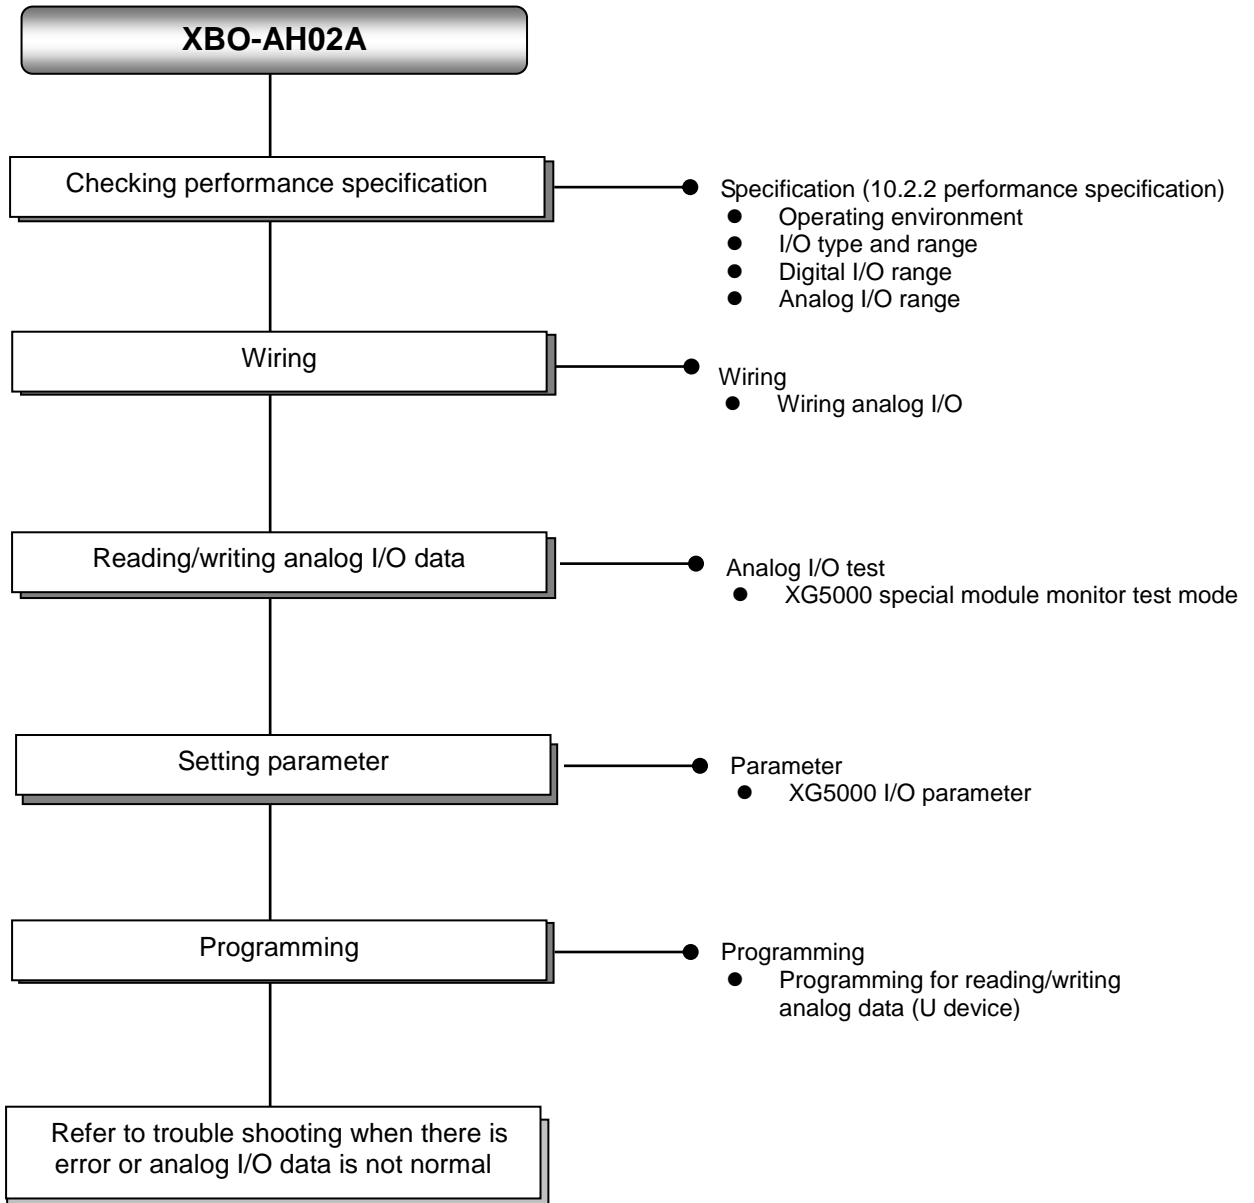 XBO-AH02A
Checking performance specification
Specification (10.2.2 performance specification)
● Operating environment
● I/O type and range
● Digital I/O range
● Analog I/O range
Wiring
Wiring
● Wiring analog I/O
Reading/writing analog I/O data
Analog I/O test
● XG5000 special module monitor test mode
Setting parameter
Parameter
● XG5000 I/O parameter
Programming
Programming
● Programming for reading/writing
analog data (U device)
Refer to trouble shooting when there is
error or analog I/O data is not normal